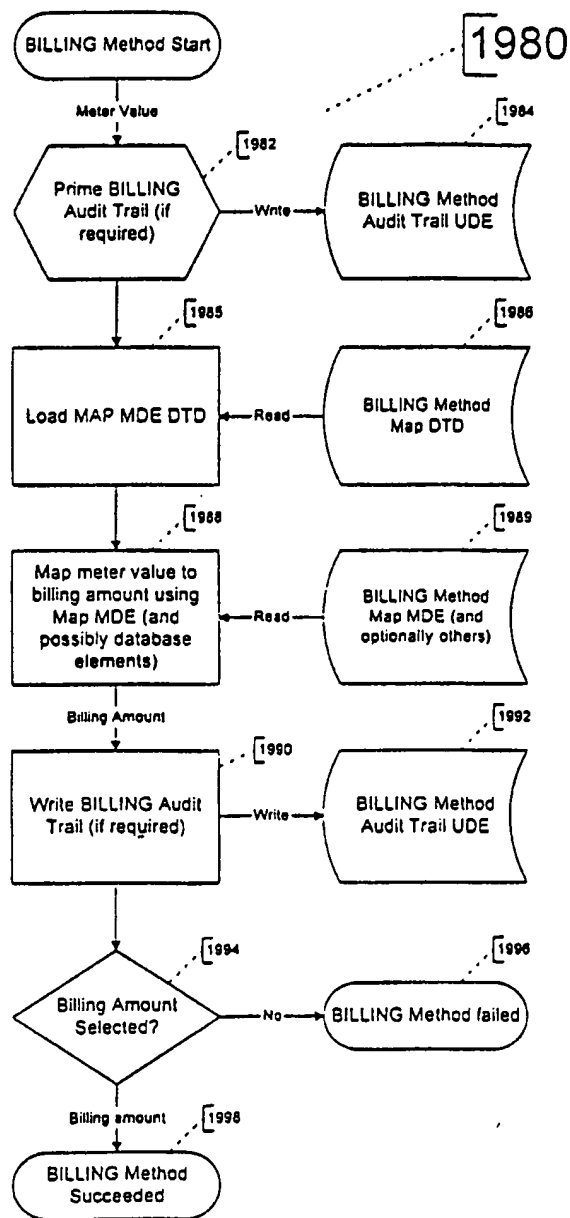 BILLING Method Start
1980
Meter Value
1982
1984
Prime BILLING
Audit Trail (if
required)
Write
BILLING Method
Audit Trail UDE
1985
1986
Load MAP MDE DTD
Read
BILLING Method
Map DTD
1988
1989
Map meter value to
billing amount using
Map MDE (and
possibly database
elements)
Read
BILLING Method
Map MDE (and
optionally others)
Billing Amount
1990
1992
Write BILLING Audit
Trail (if required)
Write
BILLING Method
Audit Trail UDE
1994
1996
Billing Amount
Selected?
No
BILLING Method failed
Billing amount
1998
BILLING Method
Succeeded